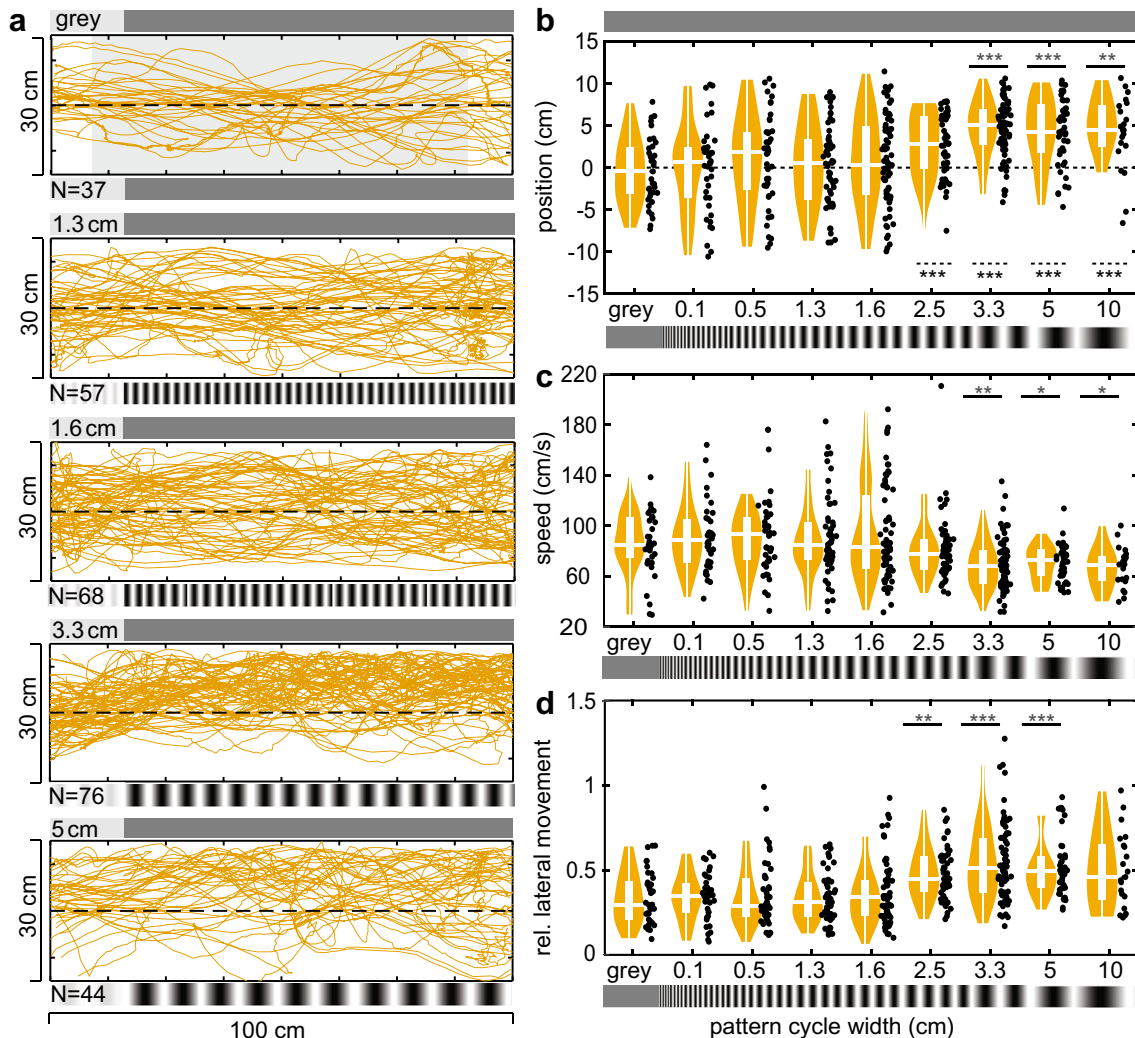 a
grey
30 cm
N=37
1.3 cm
30 cm
N=57
1.6 cm
30 cm
N=68
3.3 cm
30 cm
N=76
5 cm
30 cm
N=44
100 cm
b
position (cm)
15
10
5
0
-5
-10
-15
*** *** **
*** *** *** ***
grey 0.1 0.5 1.3 1.6 2.5 3.3 5 10
c
speed (cm/s)
220
180
140
100
60
20
** * *
grey 0.1 0.5 1.3 1.6 2.5 3.3 5 10
d
rel. lateral movement
1.5
1
0.5
0
** *** ***
grey 0.1 0.5 1.3 1.6 2.5 3.3 5 10
pattern cycle width (cm)